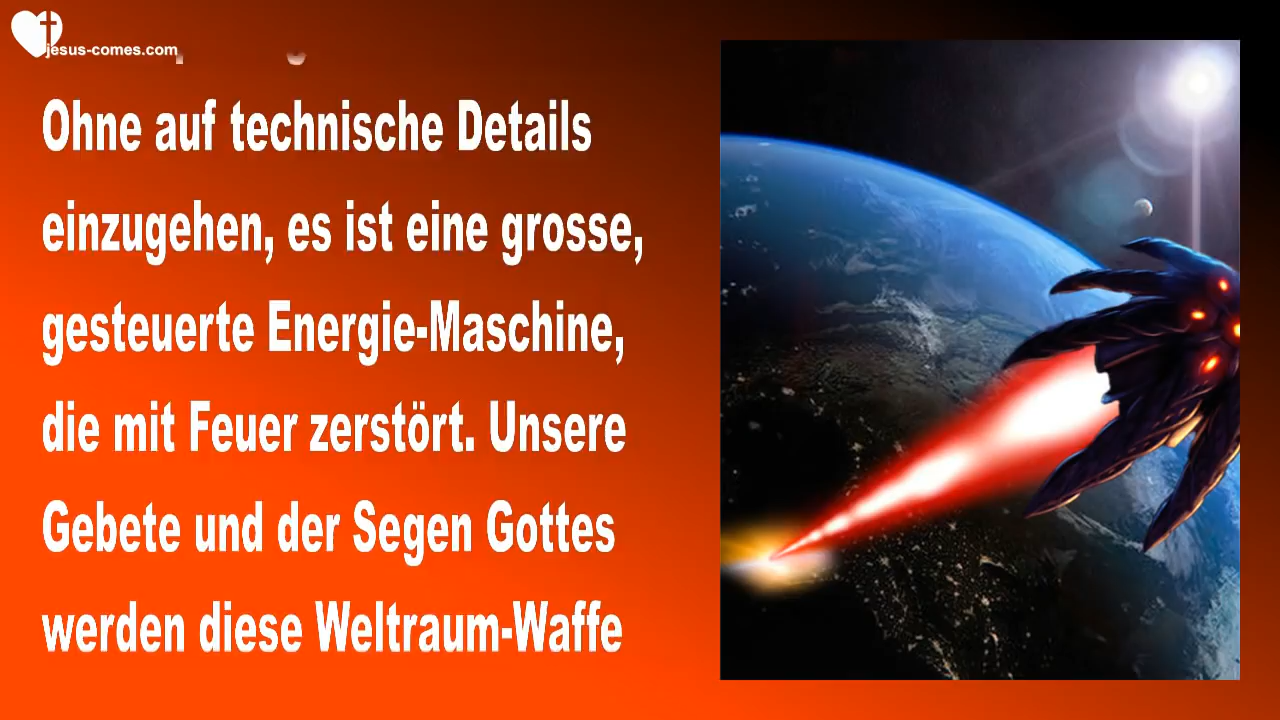 jesus-comes.com
Ohne auf technische Details
einzugehen, es ist eine grosse,
gesteuerte Energie-Maschine,
die mit Feuer zerstört. Unsere
Gebete und der Segen Gottes
werden diese Weltraum-Waffe